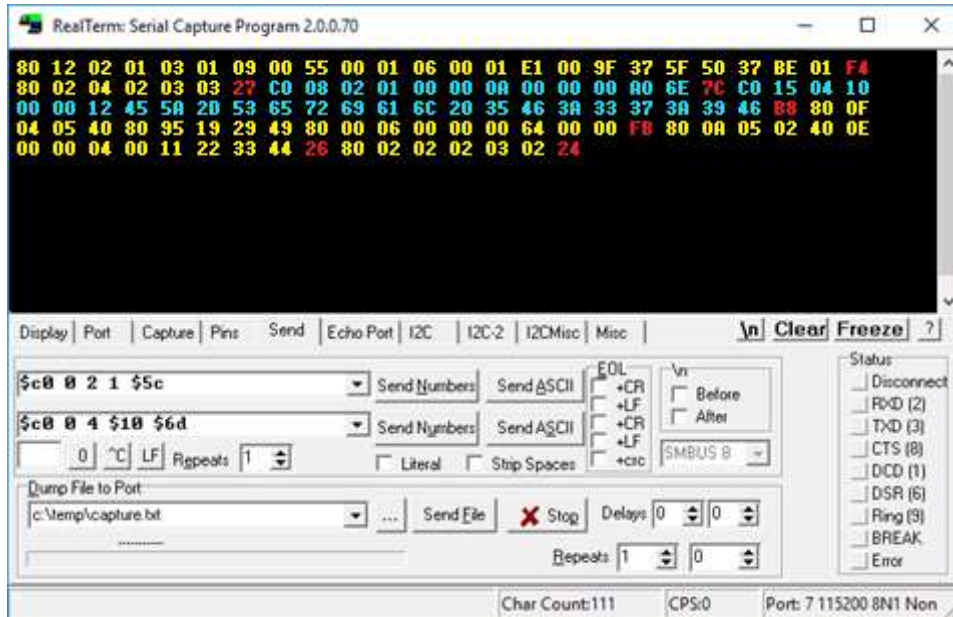 RealTerm: Serial Capture Program 2.0.0.70
80 12 02 01 03 01 09 00 55 00 01 06 00 01 E1 00 9F 37 5F 50 37 BE 01 F4
80 02 04 02 03 03 27 C0 08 02 01 00 00 0A 00 00 00 A0 6E 7C C0 15 04 10
00 00 12 45 5A 2D 53 65 72 69 61 6C 20 35 46 3A 33 37 3A 39 46 B8 80 0F
04 05 40 80 95 19 29 49 80 00 06 00 00 00 64 00 00 FB 80 0A 05 02 40 0E
00 00 04 00 11 22 33 44 26 80 02 02 02 03 02 24
Display Port Capture Pins Send Echo Port I2C I2C-2 I2CMisc Misc \n Clear Freeze ?
$c0 0 2 1 $5c Send Numbers Send ASCII
$c0 0 4 $10 $6d Send Numbers Send ASCII
0 ^C LF Repeats 1 Literal Strip Spaces
EOL
+CR
+LF
+CR
+LF
+crc
\n
Before
After
SMBUS 8
Dump File to Port
c:\temp\capture.txt ... Send File Stop Delays 0 0
Repeats 1 0
Status
Disconnect
RXD (2)
TXD (3)
CTS (8)
DCD (1)
DSR (6)
Ring (9)
BREAK
Error
Char Count:111 CPS:0 Port: 7 115200 8N1 Non